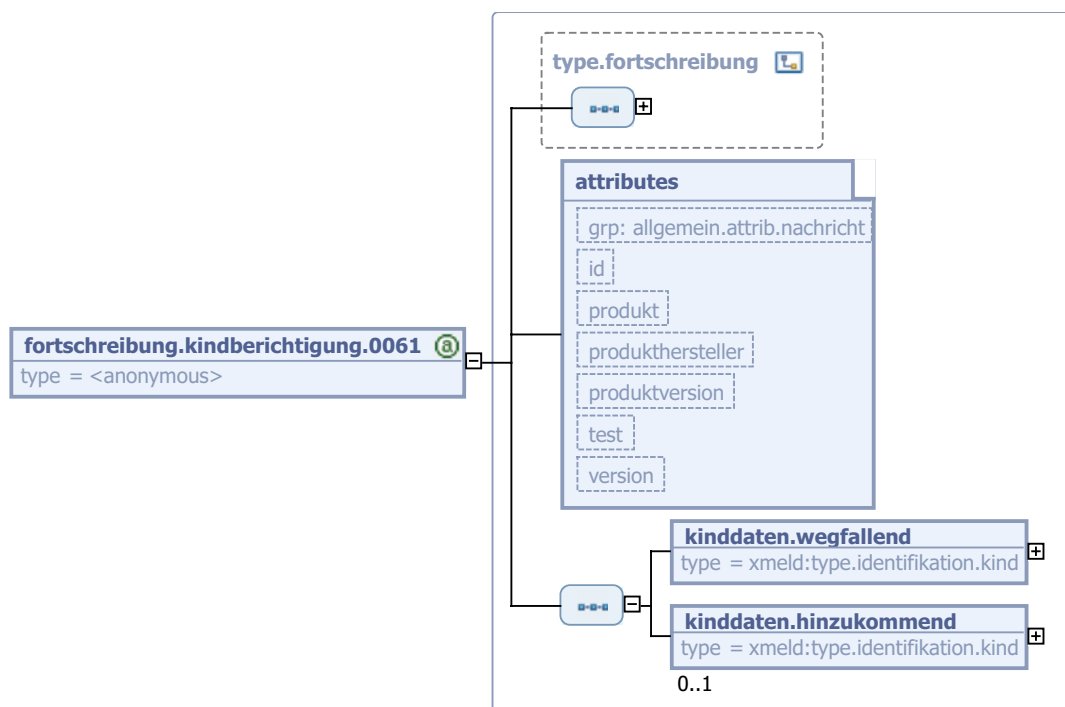 type.fortschreibung
attributes
grp: allgemein.attrib.nachricht
id
produkt
produkthersteller
produktversion
test
version
fortschreibung.kindberichtigung.0061 @
type = <anonymous>
kinddaten.wegfallend
type = xmeld:type.identifikation.kind
kinddaten.hinzukommend
type = xmeld:type.identifikation.kind
0..1